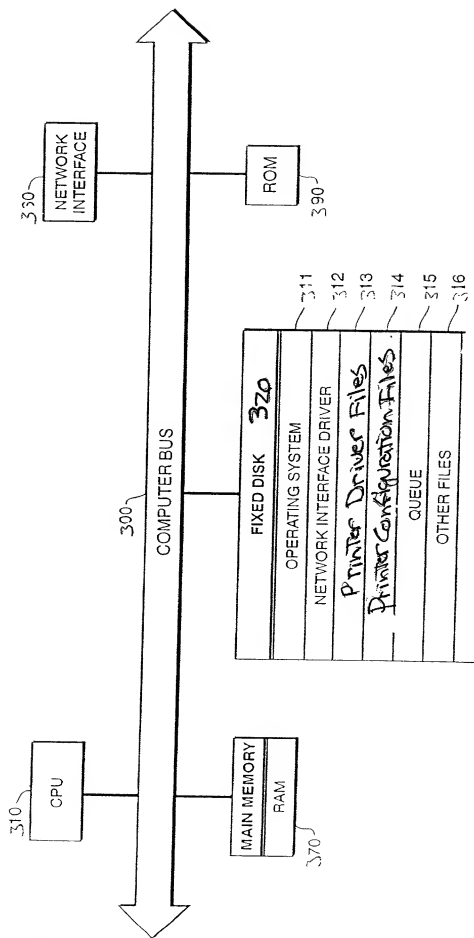 310
CPU
300
360
NETWORK
INTERFACE
COMPUTER BUS
MAIN MEMORY
RAM
370
FIXED DISK 320
OPERATING SYSTEM 311
NETWORK INTERFACE DRIVER 312
Printer Driver Files 313
Printer Configuration Files 314
QUEUE 315
OTHER FILES 316
ROM
390